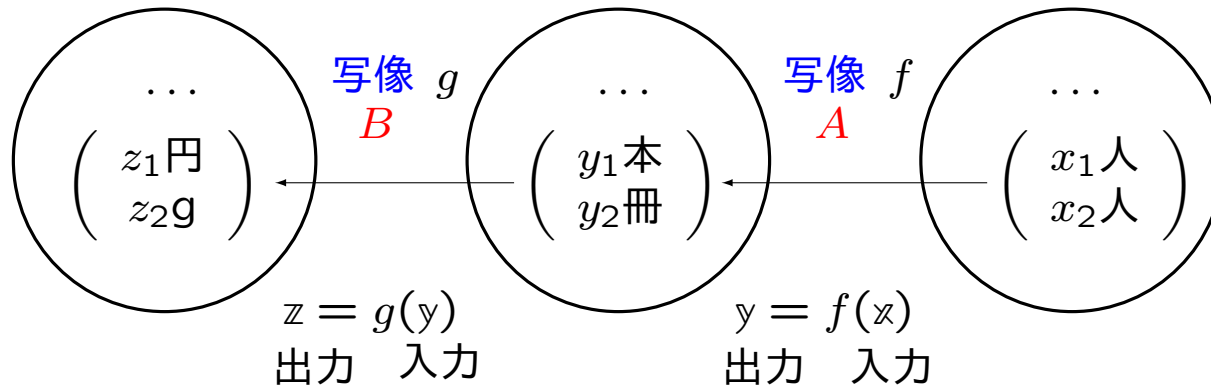 写像 g 写像 f
... ... ...
B A
z₁円 y₁本 x₁人
z₂g y₂冊 x₂人
𝕫 = g(𝕪) 𝕪 = f(𝕩)
出力 入力 出力 入力